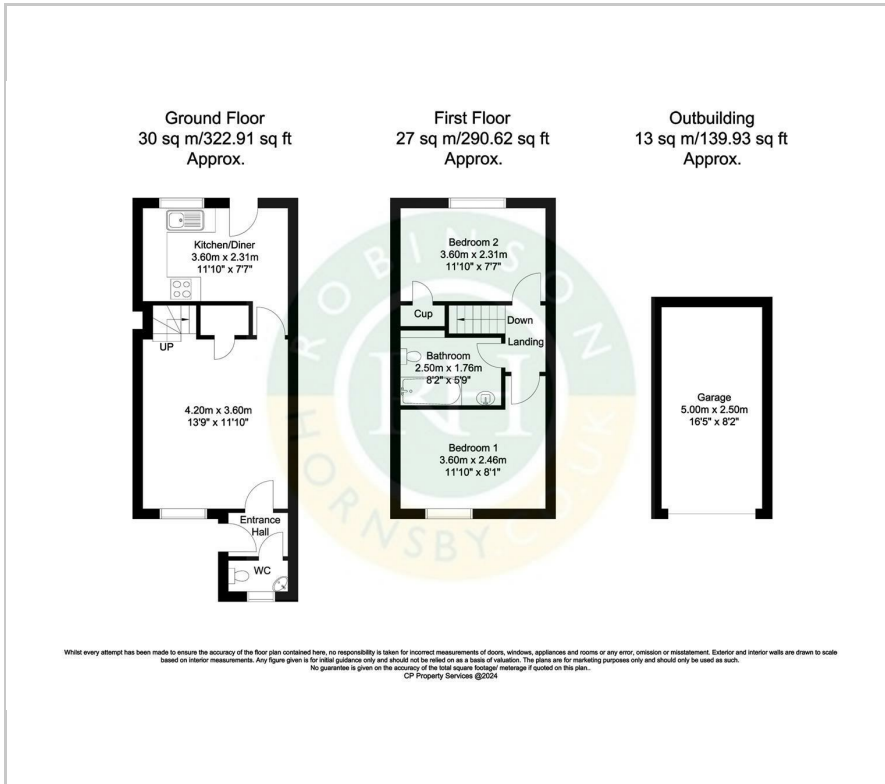 Ground Floor
30 sq m/322.91 sq ft
Approx.
First Floor
27 sq m/290.62 sq ft
Approx.
Outbuilding
13 sq m/139.93 sq ft
Approx.
Kitchen/Diner
3.60m x 2.31m
11'10" x 7'7"
UP
4.20m x 3.60m
13'9" x 11'10"
Entrance
Hall
WC
Bedroom 2
3.60m x 2.31m
11'10" x 7'7"
Cup
Down
Landing
Bathroom
2.50m x 1.76m
8'2" x 5'9"
Bedroom 1
3.60m x 2.46m
11'10" x 8'1"
Garage
5.00m x 2.50m
16'5" x 8'2"
ROBINSON
RH
HORNSBY.CO.UK
Whilst every attempt has been made to ensure the accuracy of the floor plan contained here, no responsibility is taken for incorrect measurements of doors, windows, appliances and rooms or any error, omission or misstatement. Exterior and interior walls are drawn to scale
based on interior measurements. Any figure given is for initial guidance only and should not be relied on as a basis of valuation. The plans are for marketing purposes only and should only be used as such.
No guarantee is given on the accuracy of the total square footage/ meterage if quoted on this plan..
CP Property Services @2024